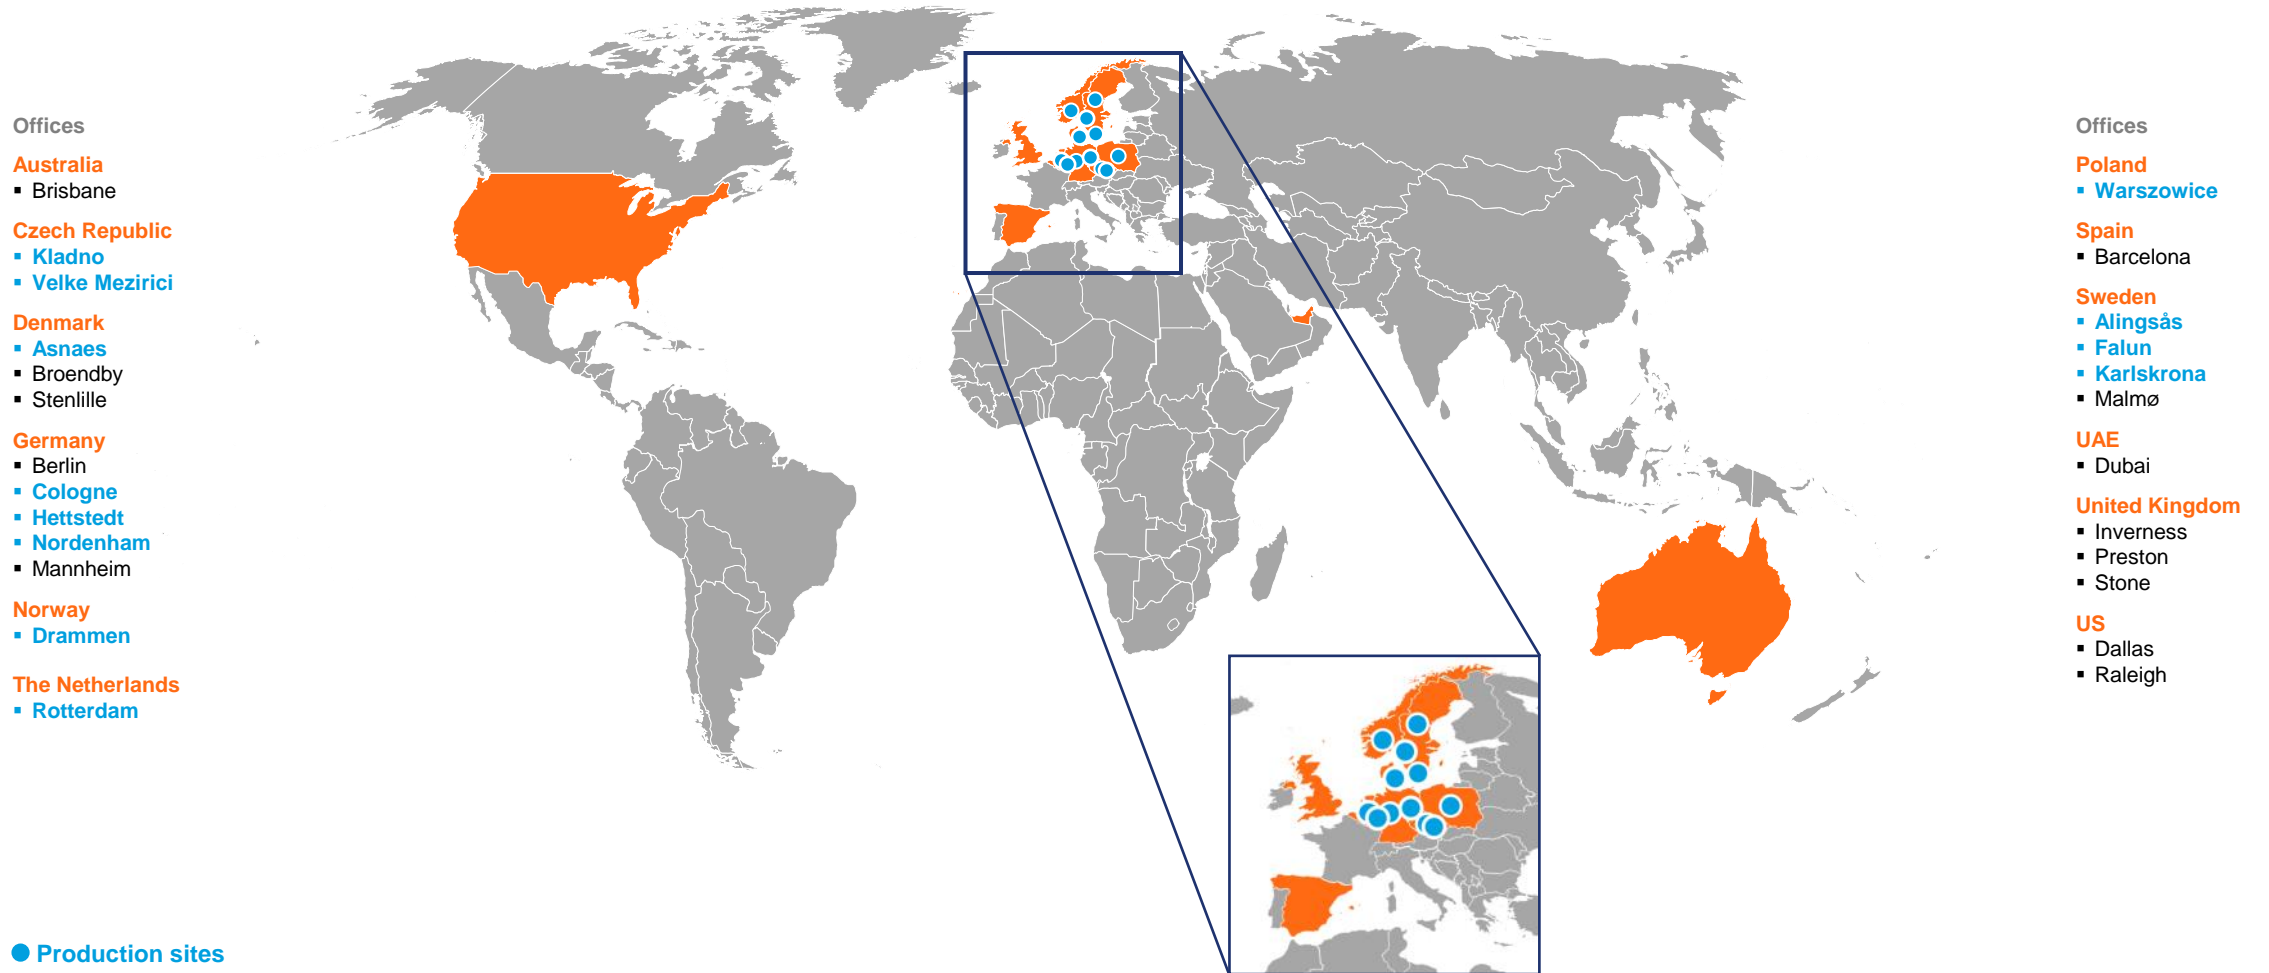 Offices
Australia
▪ Brisbane
Czech Republic
▪ Kladno
▪ Velke Mezirici
Denmark
▪ Asnaes
▪ Broendby
▪ Stenlille
Germany
▪ Berlin
▪ Cologne
▪ Hettstedt
▪ Nordenham
▪ Mannheim
Norway
▪ Drammen
The Netherlands
▪ Rotterdam
Production sites
Offices
Poland
▪ Warszowice
Spain
▪ Barcelona
Sweden
▪ Alingsås
▪ Falun
▪ Karlskrona
▪ Malmø
UAE
▪ Dubai
United Kingdom
▪ Inverness
▪ Preston
▪ Stone
US
▪ Dallas
▪ Raleigh